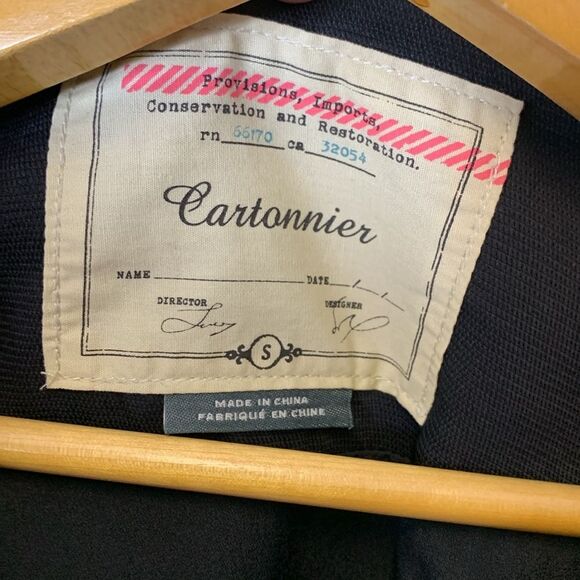 Provisions, Imports,
Conservation and Restoration.
rn 66170 ca 32054
Cartonnier
NAME DATE / /
DIRECTOR DESIGNER
S
MADE IN CHINA
FABRIQUÉ EN CHINE